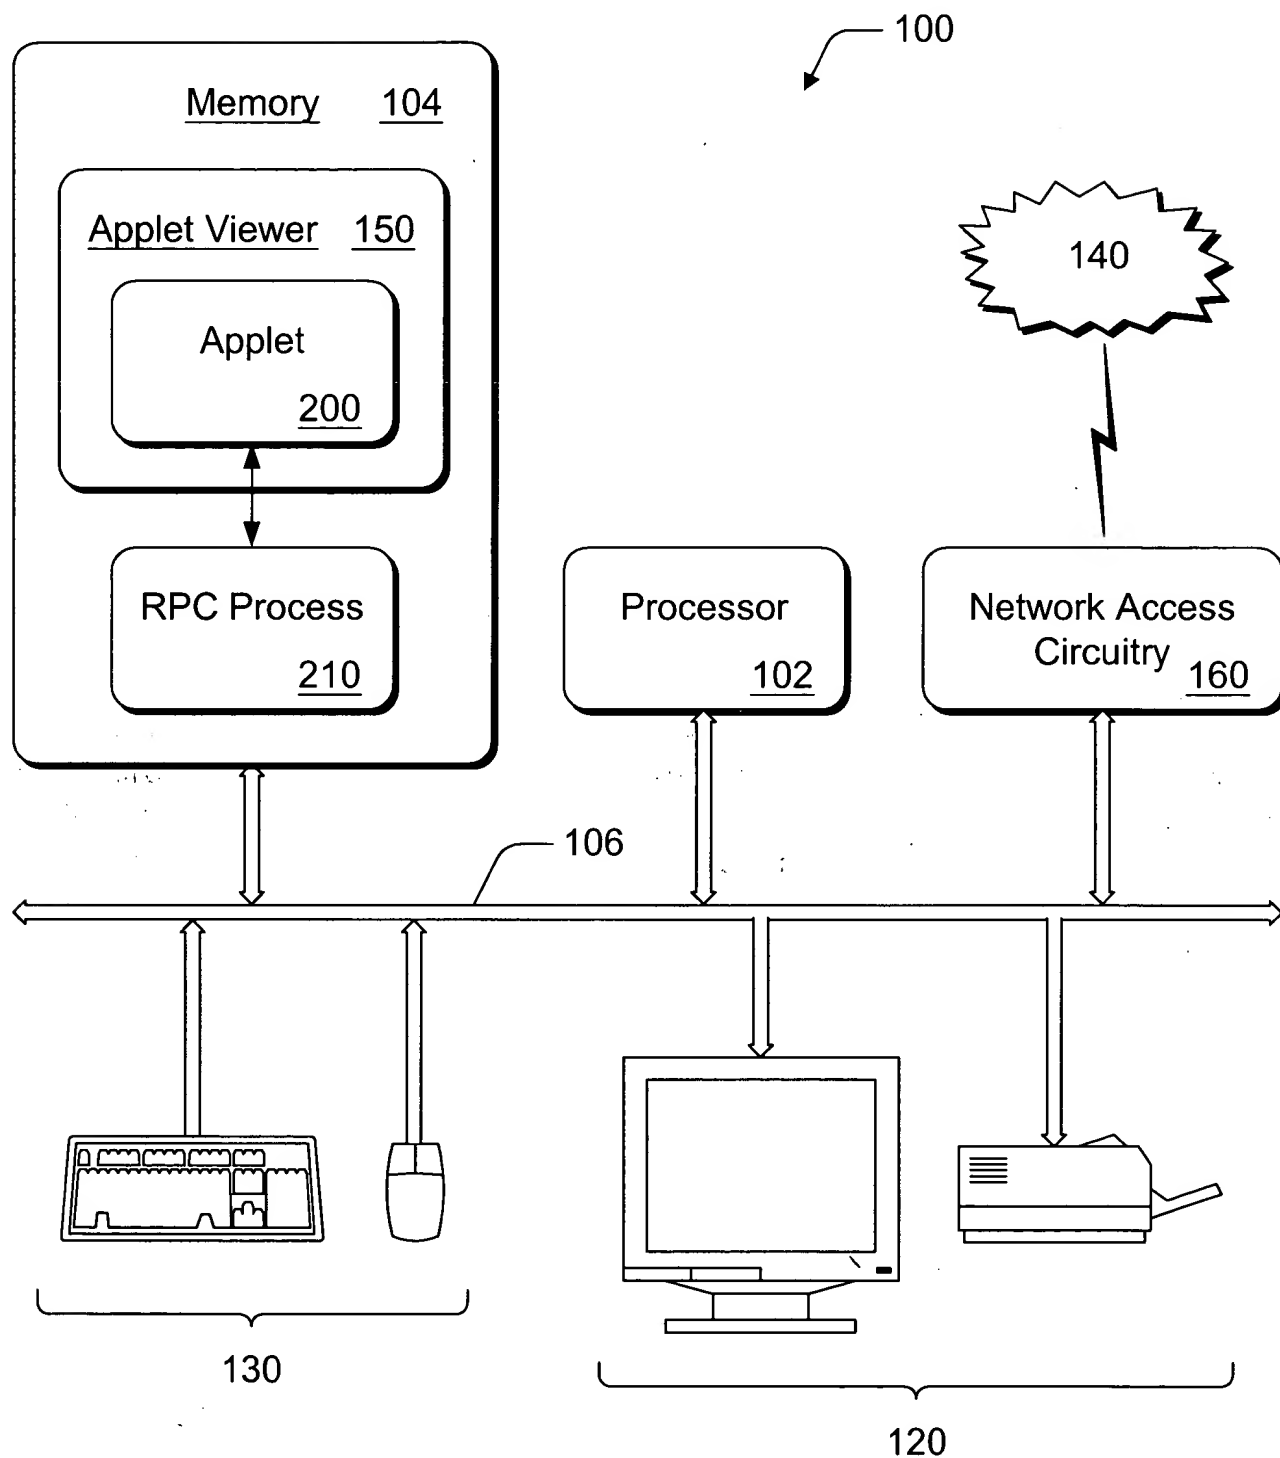 100
Memory 104
Applet Viewer 150
140
Applet
200
RPC Process
210
Processor
102
Network Access
Circuitry
160
106
130
120